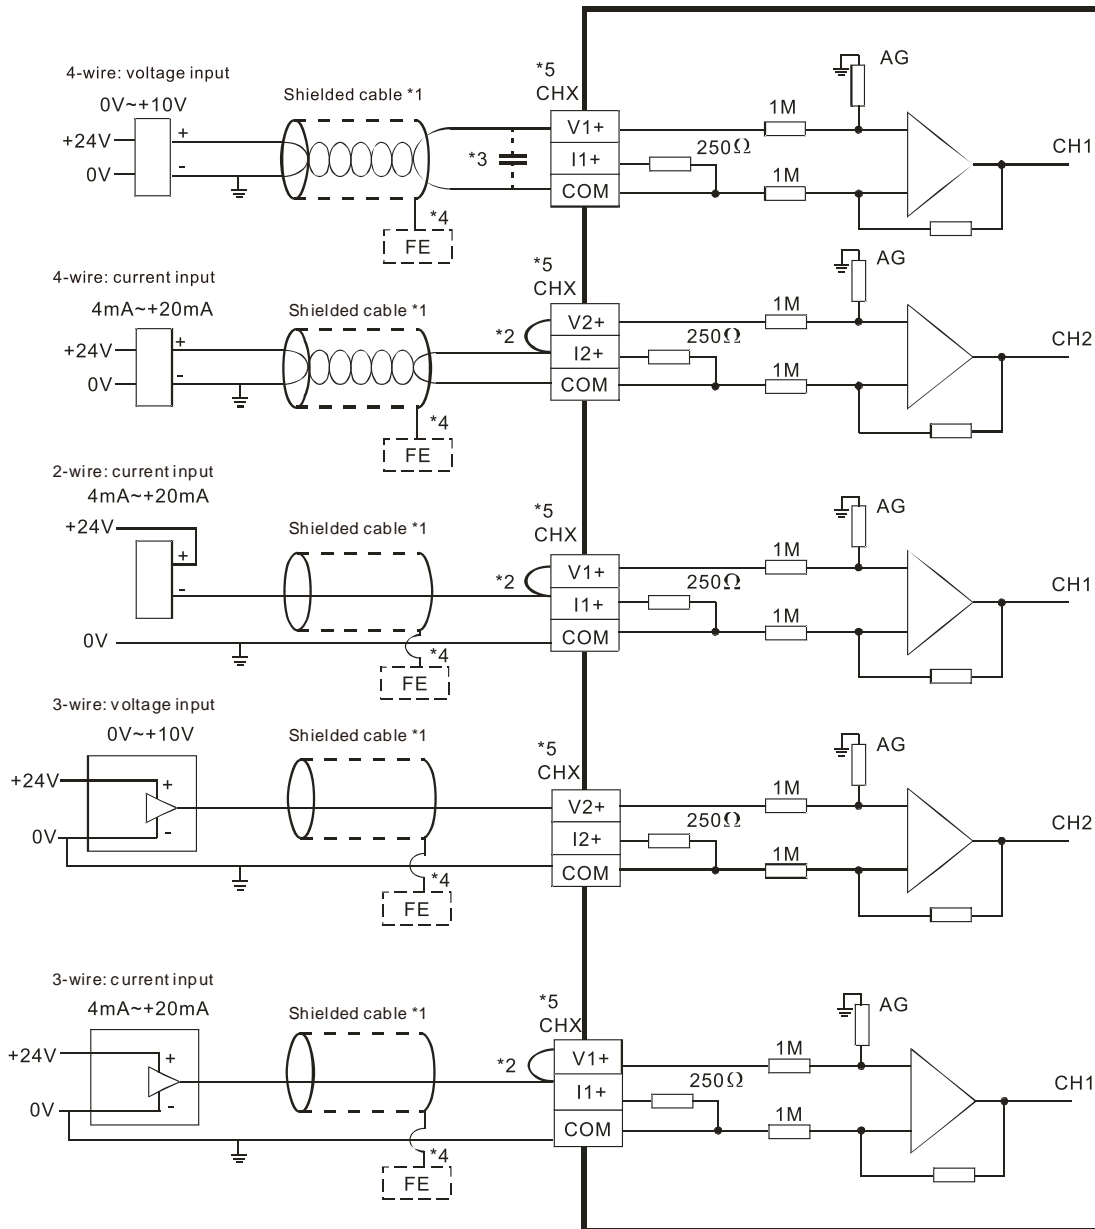 4-wire: voltage input
0V~+10V
+24V
0V
+
-
Shielded cable *1
*3
*4
FE
*5
CHX
V1+
I1+
COM
250Ω
1M
1M
AG
CH1
4-wire: current input
4mA~+20mA
+24V
0V
+
-
Shielded cable *1
*2
*4
FE
*5
CHX
V2+
I2+
COM
250Ω
1M
1M
AG
CH2
2-wire: current input
4mA~+20mA
+24V
+
-
0V
Shielded cable *1
*2
*4
FE
*5
CHX
V1+
I1+
COM
250Ω
1M
1M
AG
CH1
3-wire: voltage input
0V~+10V
+24V
0V
+
-
Shielded cable *1
*4
FE
*5
CHX
V2+
I2+
COM
250Ω
1M
1M
AG
CH2
3-wire: current input
4mA~+20mA
+24V
0V
+
-
Shielded cable *1
*2
*4
FE
*5
CHX
V1+
I1+
COM
250Ω
1M
1M
AG
CH1